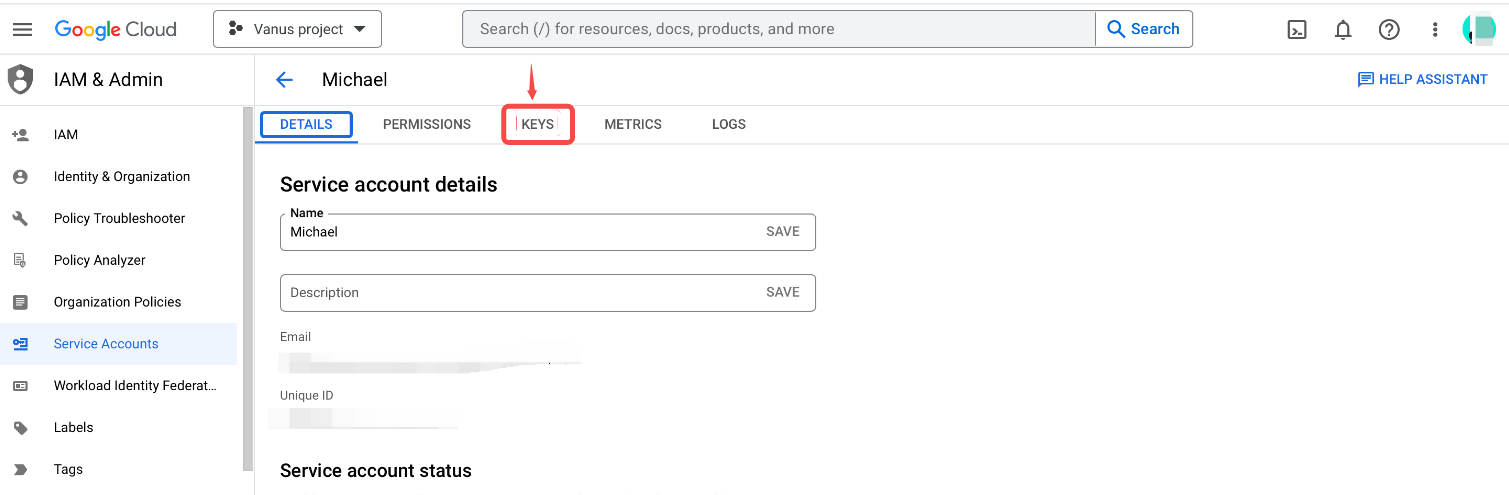 Google Cloud
Vanus project
Search (/) for resources, docs, products, and more
Search
IAM & Admin
Michael
HELP ASSISTANT
DETAILS
PERMISSIONS
KEYS
METRICS
LOGS
IAM
Identity & Organization
Policy Troubleshooter
Policy Analyzer
Organization Policies
Service Accounts
Workload Identity Federat...
Labels
Tags
Service account details
Name
Michael
SAVE
Description
SAVE
Email
Unique ID
Service account status